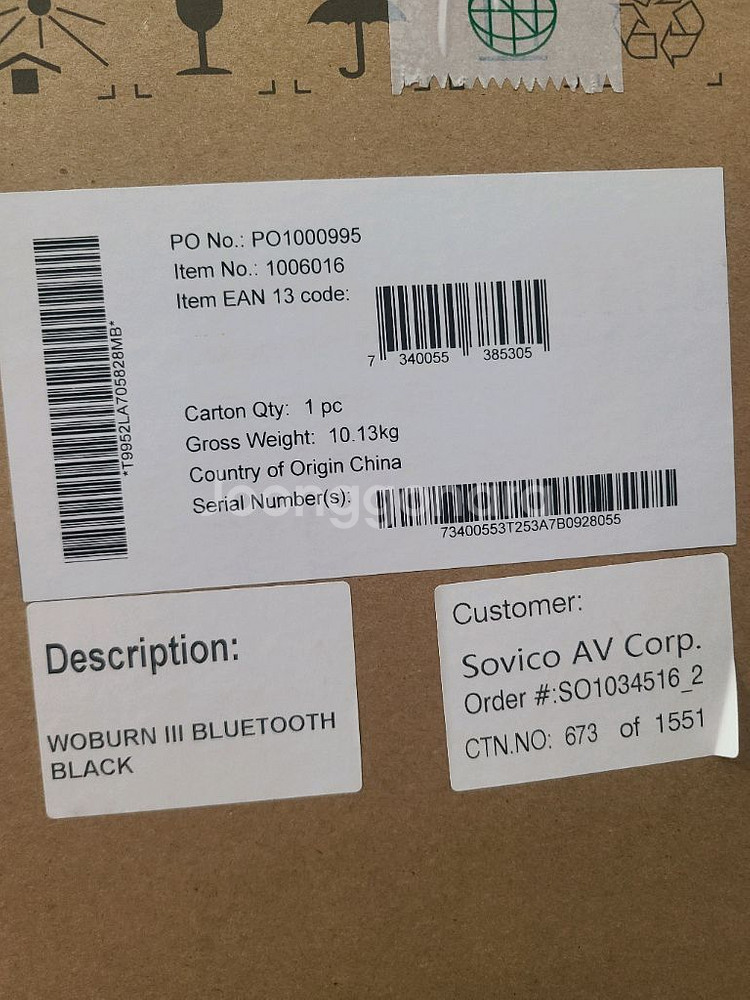 PO No.: PO1000995
Item No.: 1006016
Item EAN 13 code:
7 340055 385305
*T9952LA705828MB*
Carton Qty: 1 pc
Gross Weight: 10.13kg
Country of Origin China
Serial Number(s):
73400553T253A7B0928055
Joonggonara
Description:
WOBURN III BLUETOOTH
BLACK
Customer:
Sovico AV Corp.
Order #:SO1034516_2
CTN.NO: 673 of 1551